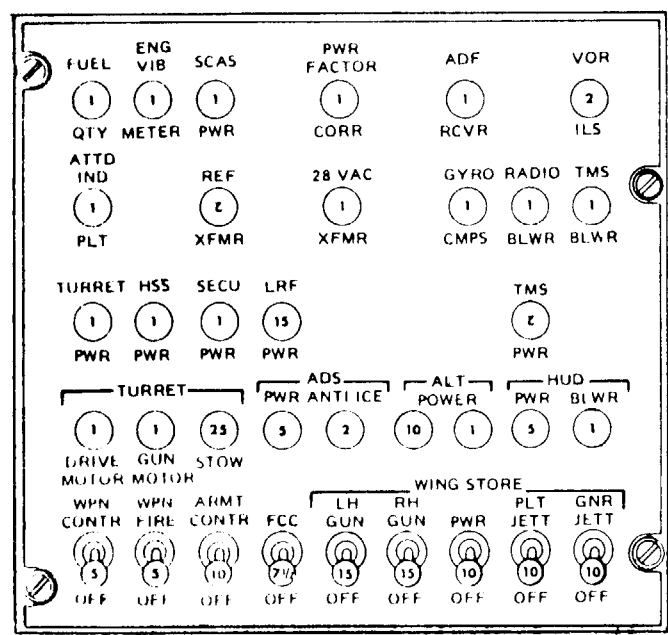 ENG PWR
FUEL VIB SCAS FACTOR ADF VOR
1 1 1 1 1 2
QTY METER PWR CORR RCVR ILS
ATTD
IND REF 28 VAC GYRO RADIO TMS
1 2 1 1 1 1
PLT XFMR XFMR CMPS BLWR BLWR
TURRET HSS SECU LRF TMS
1 1 1 15 2
PWR PWR PWR PWR PWR
TURRET ADS ALT HUD
PWR ANTI ICE POWER PWR BLWR
1 1 25 5 2 10 1 5 1
DRIVE GUN STOW
MOTOR MOTOR
WING STORE
WPN WPN ARMT LH RH PLT GNR
CONTR FIRE CONTR FCC GUN GUN PWR JETT JETT
5 5 10 7½ 15 15 10 10 10
OFF OFF OFF OFF OFF OFF OFF OFF OFF